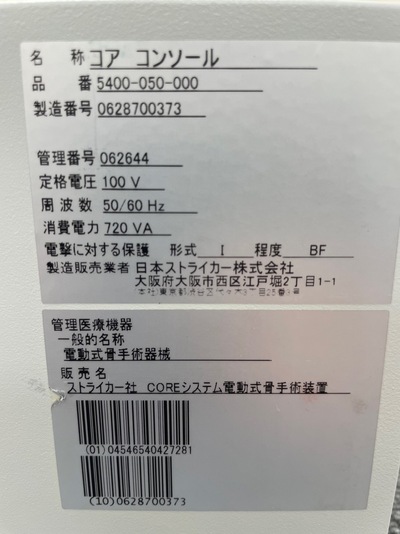 名称 コア コンソール
品番 5400-050-000
製造番号 0628700373
管理番号 062644
定格電圧 100 V
周波数 50/60 Hz
消費電力 720 VA
電撃に対する保護 形式 I 程度 BF
製造販売業者 日本ストライカー株式会社
大阪府大阪市西区江戸堀2丁目1-1
管理医療機器
一般的名称
電動式骨手術器械
販売名
ストライカー社 COREシステム電動式骨手術装置
(01)04546540427281
(10)0628700373